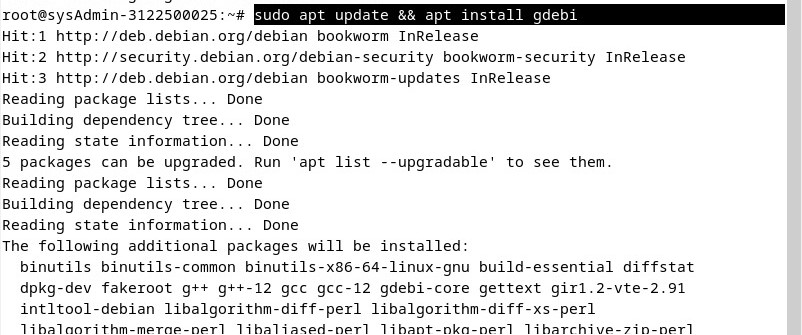 root@sysAdmin-3122500025:~# sudo apt update && apt install gdebi
Hit:1 http://deb.debian.org/debian bookworm InRelease
Hit:2 http://security.debian.org/debian-security bookworm-security InRelease
Hit:3 http://deb.debian.org/debian bookworm-updates InRelease
Reading package lists... Done
Building dependency tree... Done
Reading state information... Done
5 packages can be upgraded. Run 'apt list --upgradable' to see them.
Reading package lists... Done
Building dependency tree... Done
Reading state information... Done
The following additional packages will be installed:
  binutils binutils-common binutils-x86-64-linux-gnu build-essential diffstat
  dpkg-dev fakeroot g++ g++-12 gcc gcc-12 gdebi-core gettext gir1.2-vte-2.91
  intltool-debian libalgorithm-diff-perl libalgorithm-diff-xs-perl
  libalgorithm-merge-perl libaliased-perl libapt-pkg-perl libarchive-zip-perl